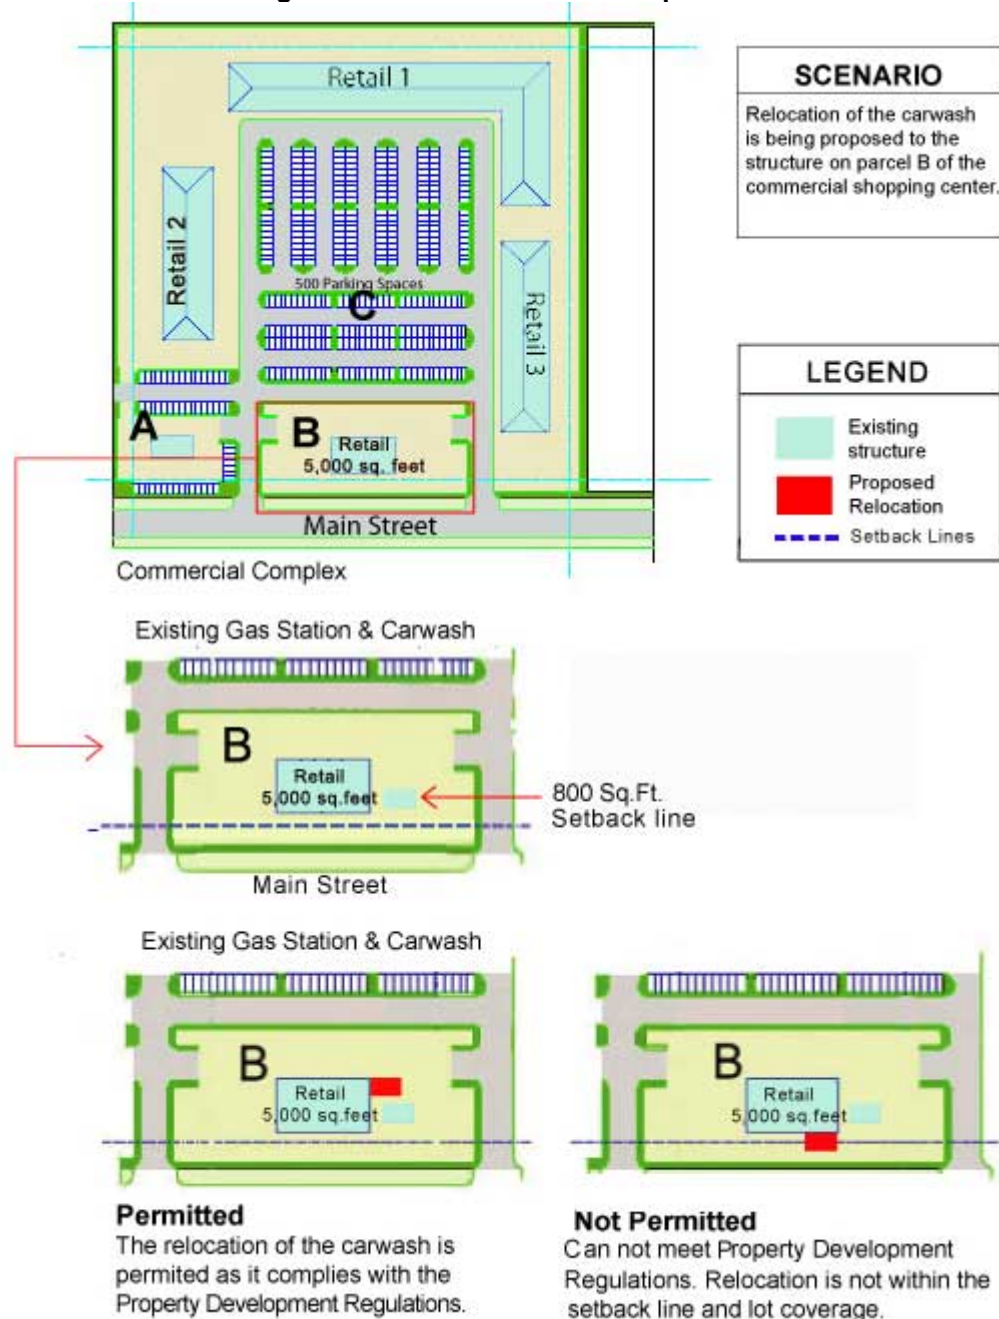 Retail 1
Retail 2
500 Parking Spaces
C
Retail 3
A
B
Retail
5,000 sq. feet
Main Street
Commercial Complex
SCENARIO
Relocation of the carwash
is being proposed to the
structure on parcel B of the
commercial shopping center.
LEGEND
Existing
structure
Proposed
Relocation
Setback Lines
Existing Gas Station & Carwash
B
Retail
5,000 sq.feet
800 Sq.Ft.
Setback line
Main Street
Existing Gas Station & Carwash
B
Retail
5,000 sq.feet
B
Retail
5,000 sq.feet
Permitted
The relocation of the carwash is
permited as it complies with the
Property Development Regulations.
Not Permitted
Can not meet Property Development
Regulations. Relocation is not within the
setback line and lot coverage.